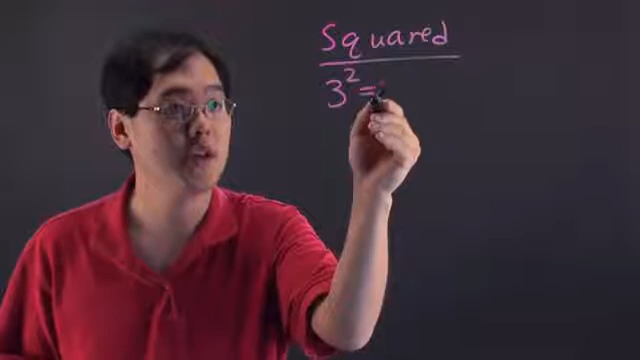 Squared
3² =